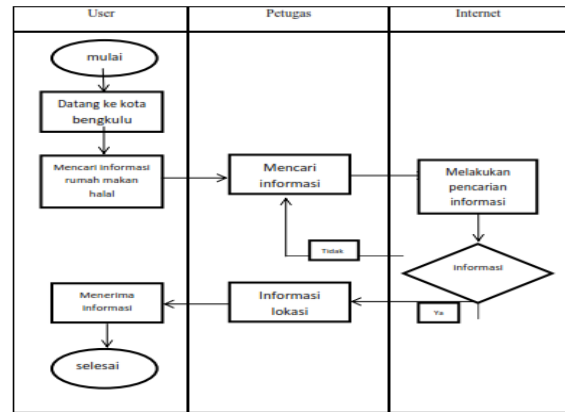 User
Petugas
Internet
mulai
Datang ke kota
bengkulu
Mencari informasi
rumah makan
halal
Mencari
informasi
Melakukan
pencarian
informasi
Tidak
informasi
Ya
Informasi
lokasi
Menerima
informasi
selesai